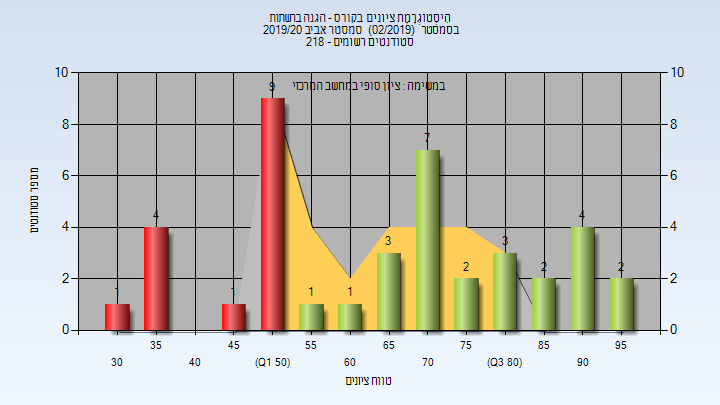 היסטוגרמת ציונים בקורס - הגנה ברשתות
בסמסטר (02/2019) סמסטר אביב 2019/20
סטודנטים רשומים - 218
במשימה : ציון סופי במחשב המרכזי
10 10
8 8
6 6
4 4
2 2
0 0
1 4 1 9 1 1 3 7 2 3 2 4 2
מספר סטודנטים
35 45 55 65 75 85 95
30 40 (Q1 50) 60 70 (Q3 80) 90
טווח ציונים